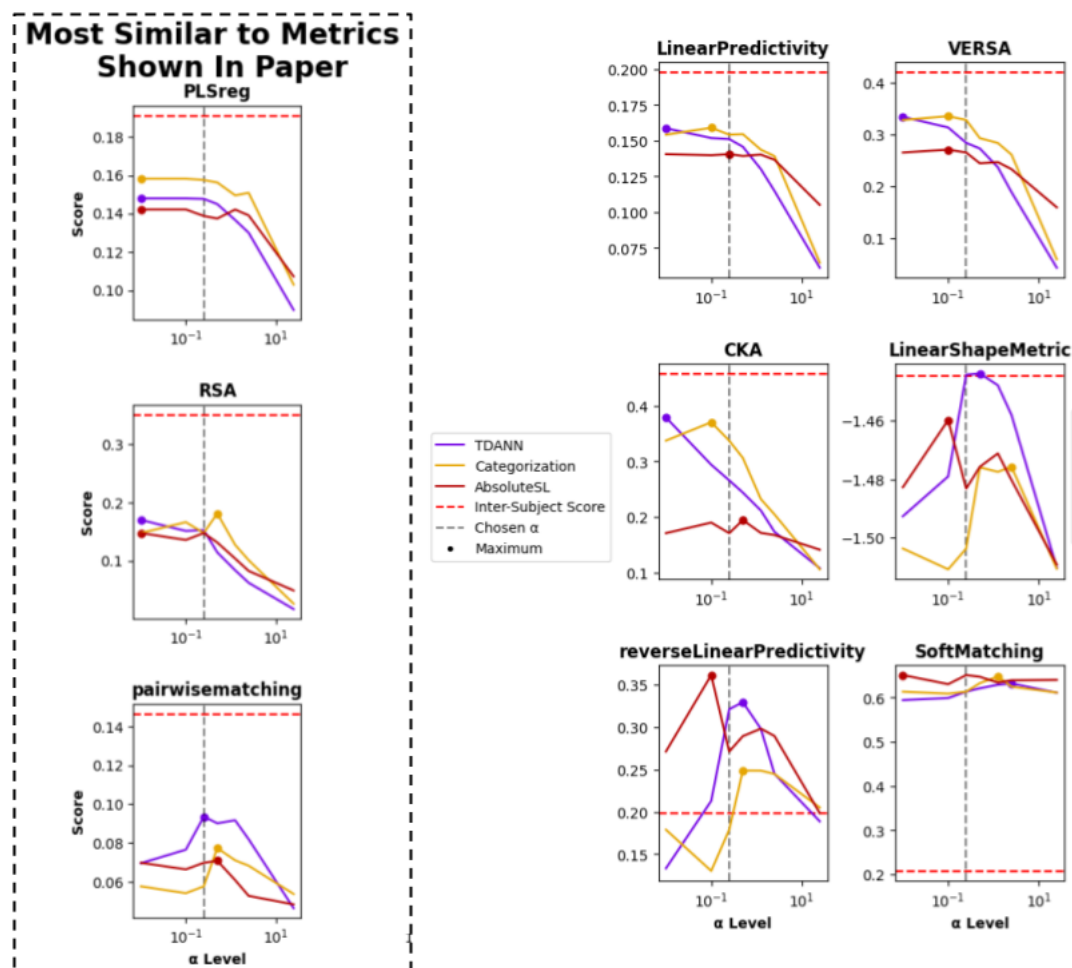 Most Similar to Metrics
Shown In Paper
PLSreg
0.18
0.16
0.14
0.12
0.10
Score
10⁻¹
10¹
RSA
0.3
0.2
0.1
Score
10⁻¹
10¹
pairwisematching
0.14
0.12
0.10
0.08
0.06
Score
10⁻¹
10¹
α Level
TDANN
Categorization
AbsoluteSL
Inter-Subject Score
Chosen α
Maximum
LinearPredictivity
0.200
0.175
0.150
0.125
0.100
0.075
10⁻¹
10¹
VERSA
0.4
0.3
0.2
0.1
10⁻¹
10¹
CKA
0.4
0.3
0.2
0.1
10⁻¹
10¹
LinearShapeMetric
−1.46
−1.48
−1.50
10⁻¹
10¹
reverseLinearPredictivity
0.35
0.30
0.25
0.20
0.15
10⁻¹
10¹
α Level
SoftMatching
0.6
0.5
0.4
0.3
0.2
10⁻¹
10¹
α Level